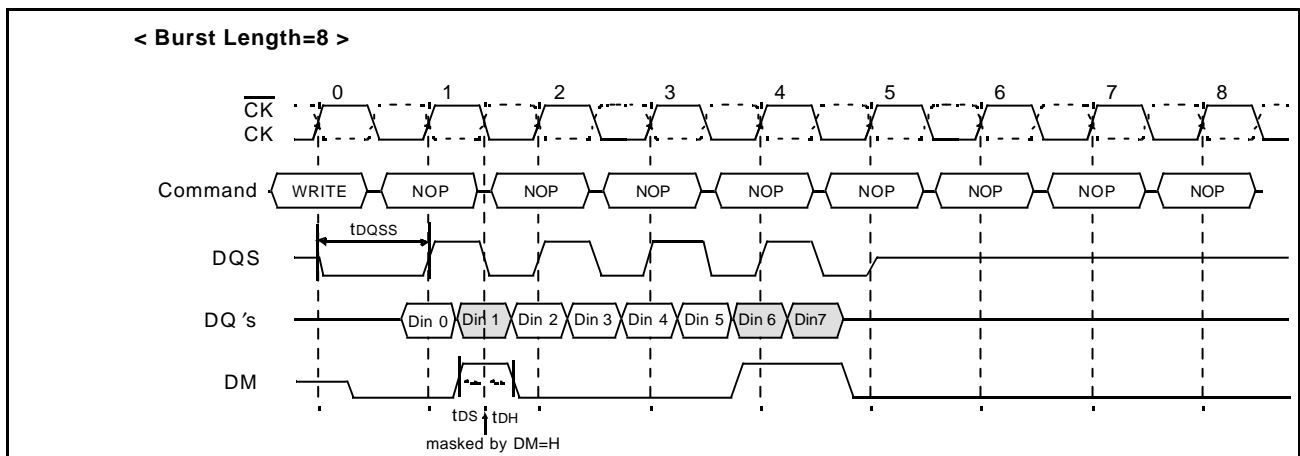 < Burst Length=8 >
0 1 2 3 4 5 6 7 8
CK
CK
Command WRITE NOP NOP NOP NOP NOP NOP NOP NOP
tDQSS
DQS
DQ′s Din 0 Din 1 Din 2 Din 3 Din 4 Din 5 Din 6 Din7
DM
tDS tDH
masked by DM=H